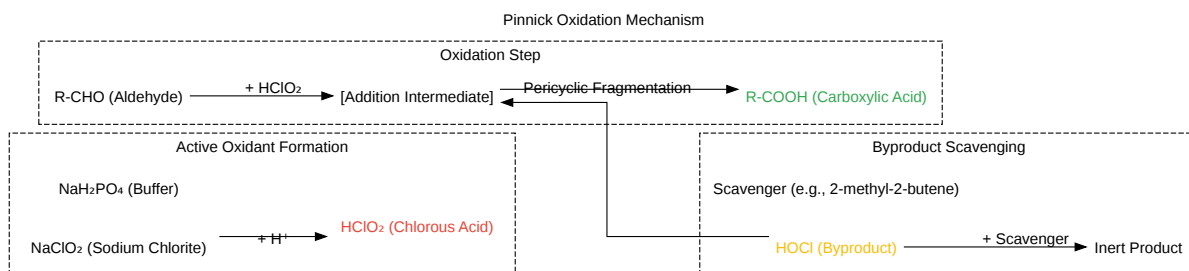 Pinnick Oxidation Mechanism
Oxidation Step
R-CHO (Aldehyde)
+ HClO₂
[Addition Intermediate]
Pericyclic Fragmentation
R-COOH (Carboxylic Acid)
Active Oxidant Formation
NaH₂PO₄ (Buffer)
NaClO₂ (Sodium Chlorite)
+ H⁺
HClO₂ (Chlorous Acid)
Byproduct Scavenging
Scavenger (e.g., 2-methyl-2-butene)
HOCl (Byproduct)
+ Scavenger
Inert Product